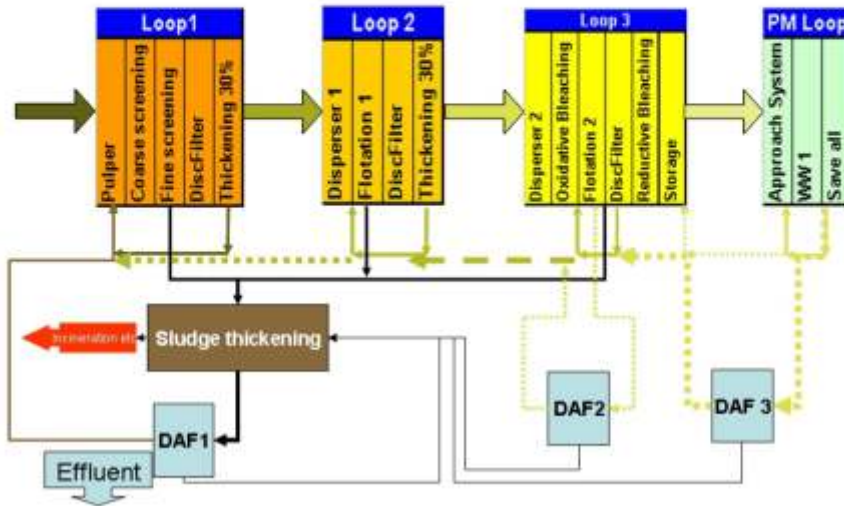 Loop1
Pulper
Coarse screening
Fine screening
DiscFilter
Thickening 30%
Loop 2
Disperser 1
Flotation 1
DiscFilter
Thickening 30%
Loop 3
Disperser 2
Oxidative Bleaching
Flotation 2
DiscFilter
Reductive Bleaching
Storage
PM Loop
Approach System
WW 1
Save all
Incineration etc
Sludge thickening
DAF1
DAF2
DAF 3
Effluent